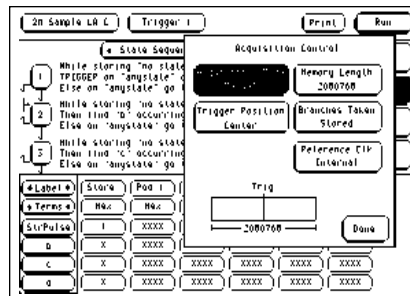 2M Sample LA C
Trigger 1
Print
Run
State Sequen
Acquisition Control
1
While storing "no state
TRIGGER on "anystate" o
Else on "anystate" go t
2
While storing "no state
Then find "b" occurring
Else on "anystate" go t
3
While storing "no state
Then find "c" occurring
Else on "anystate" go t
Memory Length
2080768
Trigger Position
Center
Branches Taken
Stored
Reference Clk
Internal
Trig
2080768
Done
Label
Store
Pod 1
Terms
Hex
Hex
StrPulse
1
XXXX
b
X
XXXX
c
X
XXXX
XXXX
XXXX
XXXX
XXXX
X
XXXX
XXXX
XXXX
XXXX
XXXX